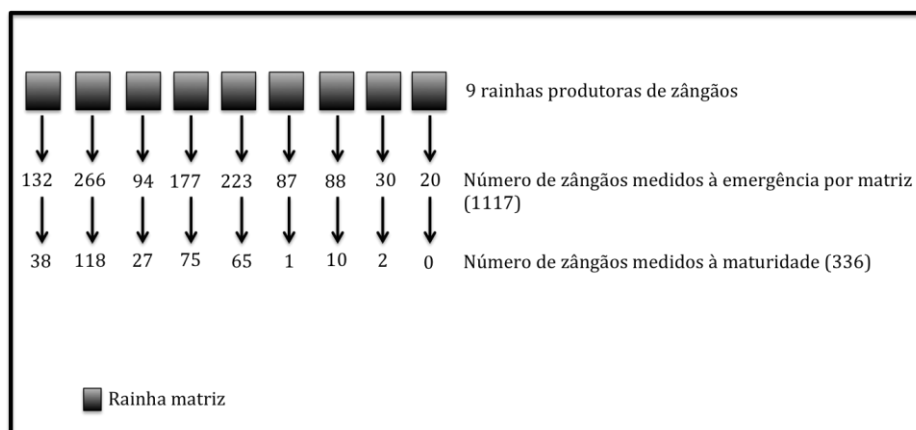 9 rainhas produtoras de zângãos
132 266 94 177 223 87 88 30 20 Número de zângãos medidos à emergência por matriz
(1117)
38 118 27 75 65 1 10 2 0 Número de zângãos medidos à maturidade (336)
Rainha matriz